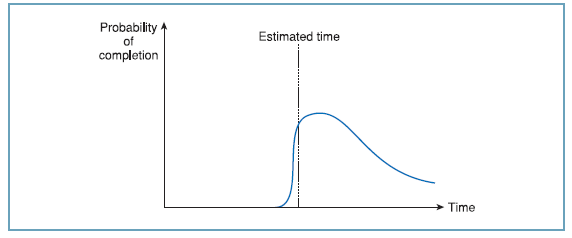 Probability
of
completion
Estimated time
Time